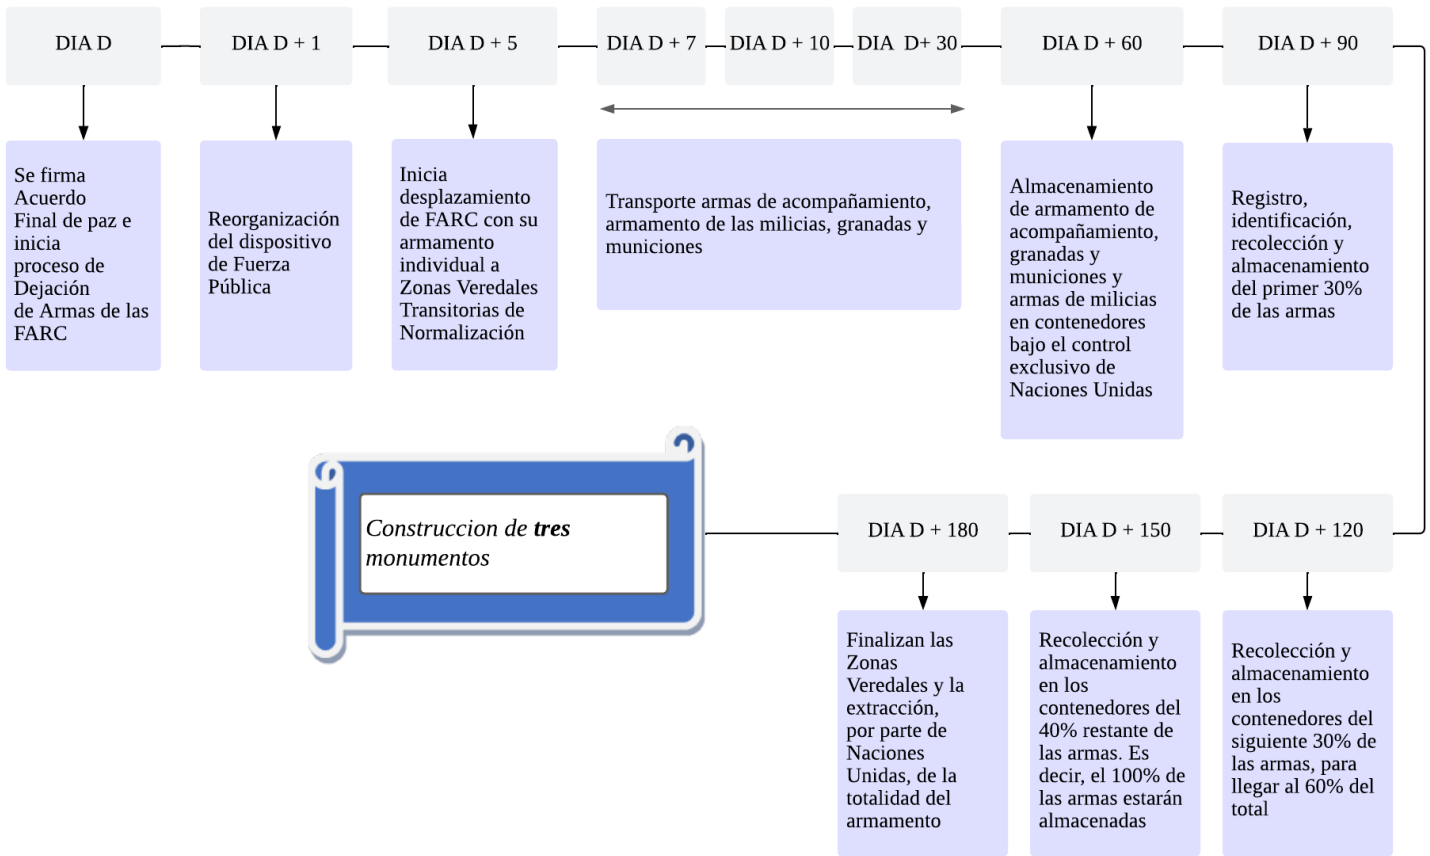 DIA D
DIA D + 1
DIA D + 5
DIA D + 7
DIA D + 10
DIA D+ 30
DIA D + 60
DIA D + 90
Se firma
Acuerdo
Final de paz e
inicia
proceso de
Dejación
de Armas de las
FARC
Reorganización
del dispositivo
de Fuerza
Pública
Inicia
desplazamiento
de FARC con su
armamento
individual a
Zonas Veredales
Transitorias de
Normalización
Transporte armas de acompañamiento,
armamento de las milicias, granadas y
municiones
Almacenamiento
de armamento de
acompañamiento,
granadas y
municiones y
armas de milicias
en contenedores
bajo el control
exclusivo de
Naciones Unidas
Registro,
identificación,
recolección y
almacenamiento
del primer 30%
de las armas
DIA D + 120
Recolección y
almacenamiento
en los
contenedores del
siguiente 30% de
las armas, para
llegar al 60% del
total
DIA D + 150
Recolección y
almacenamiento
en los
contenedores del
40% restante de
las armas. Es
decir, el 100% de
las armas estarán
almacenadas
DIA D + 180
Finalizan las
Zonas
Veredales y la
extracción,
por parte de
Naciones
Unidas, de la
totalidad del
armamento
Construccion de tres
monumentos